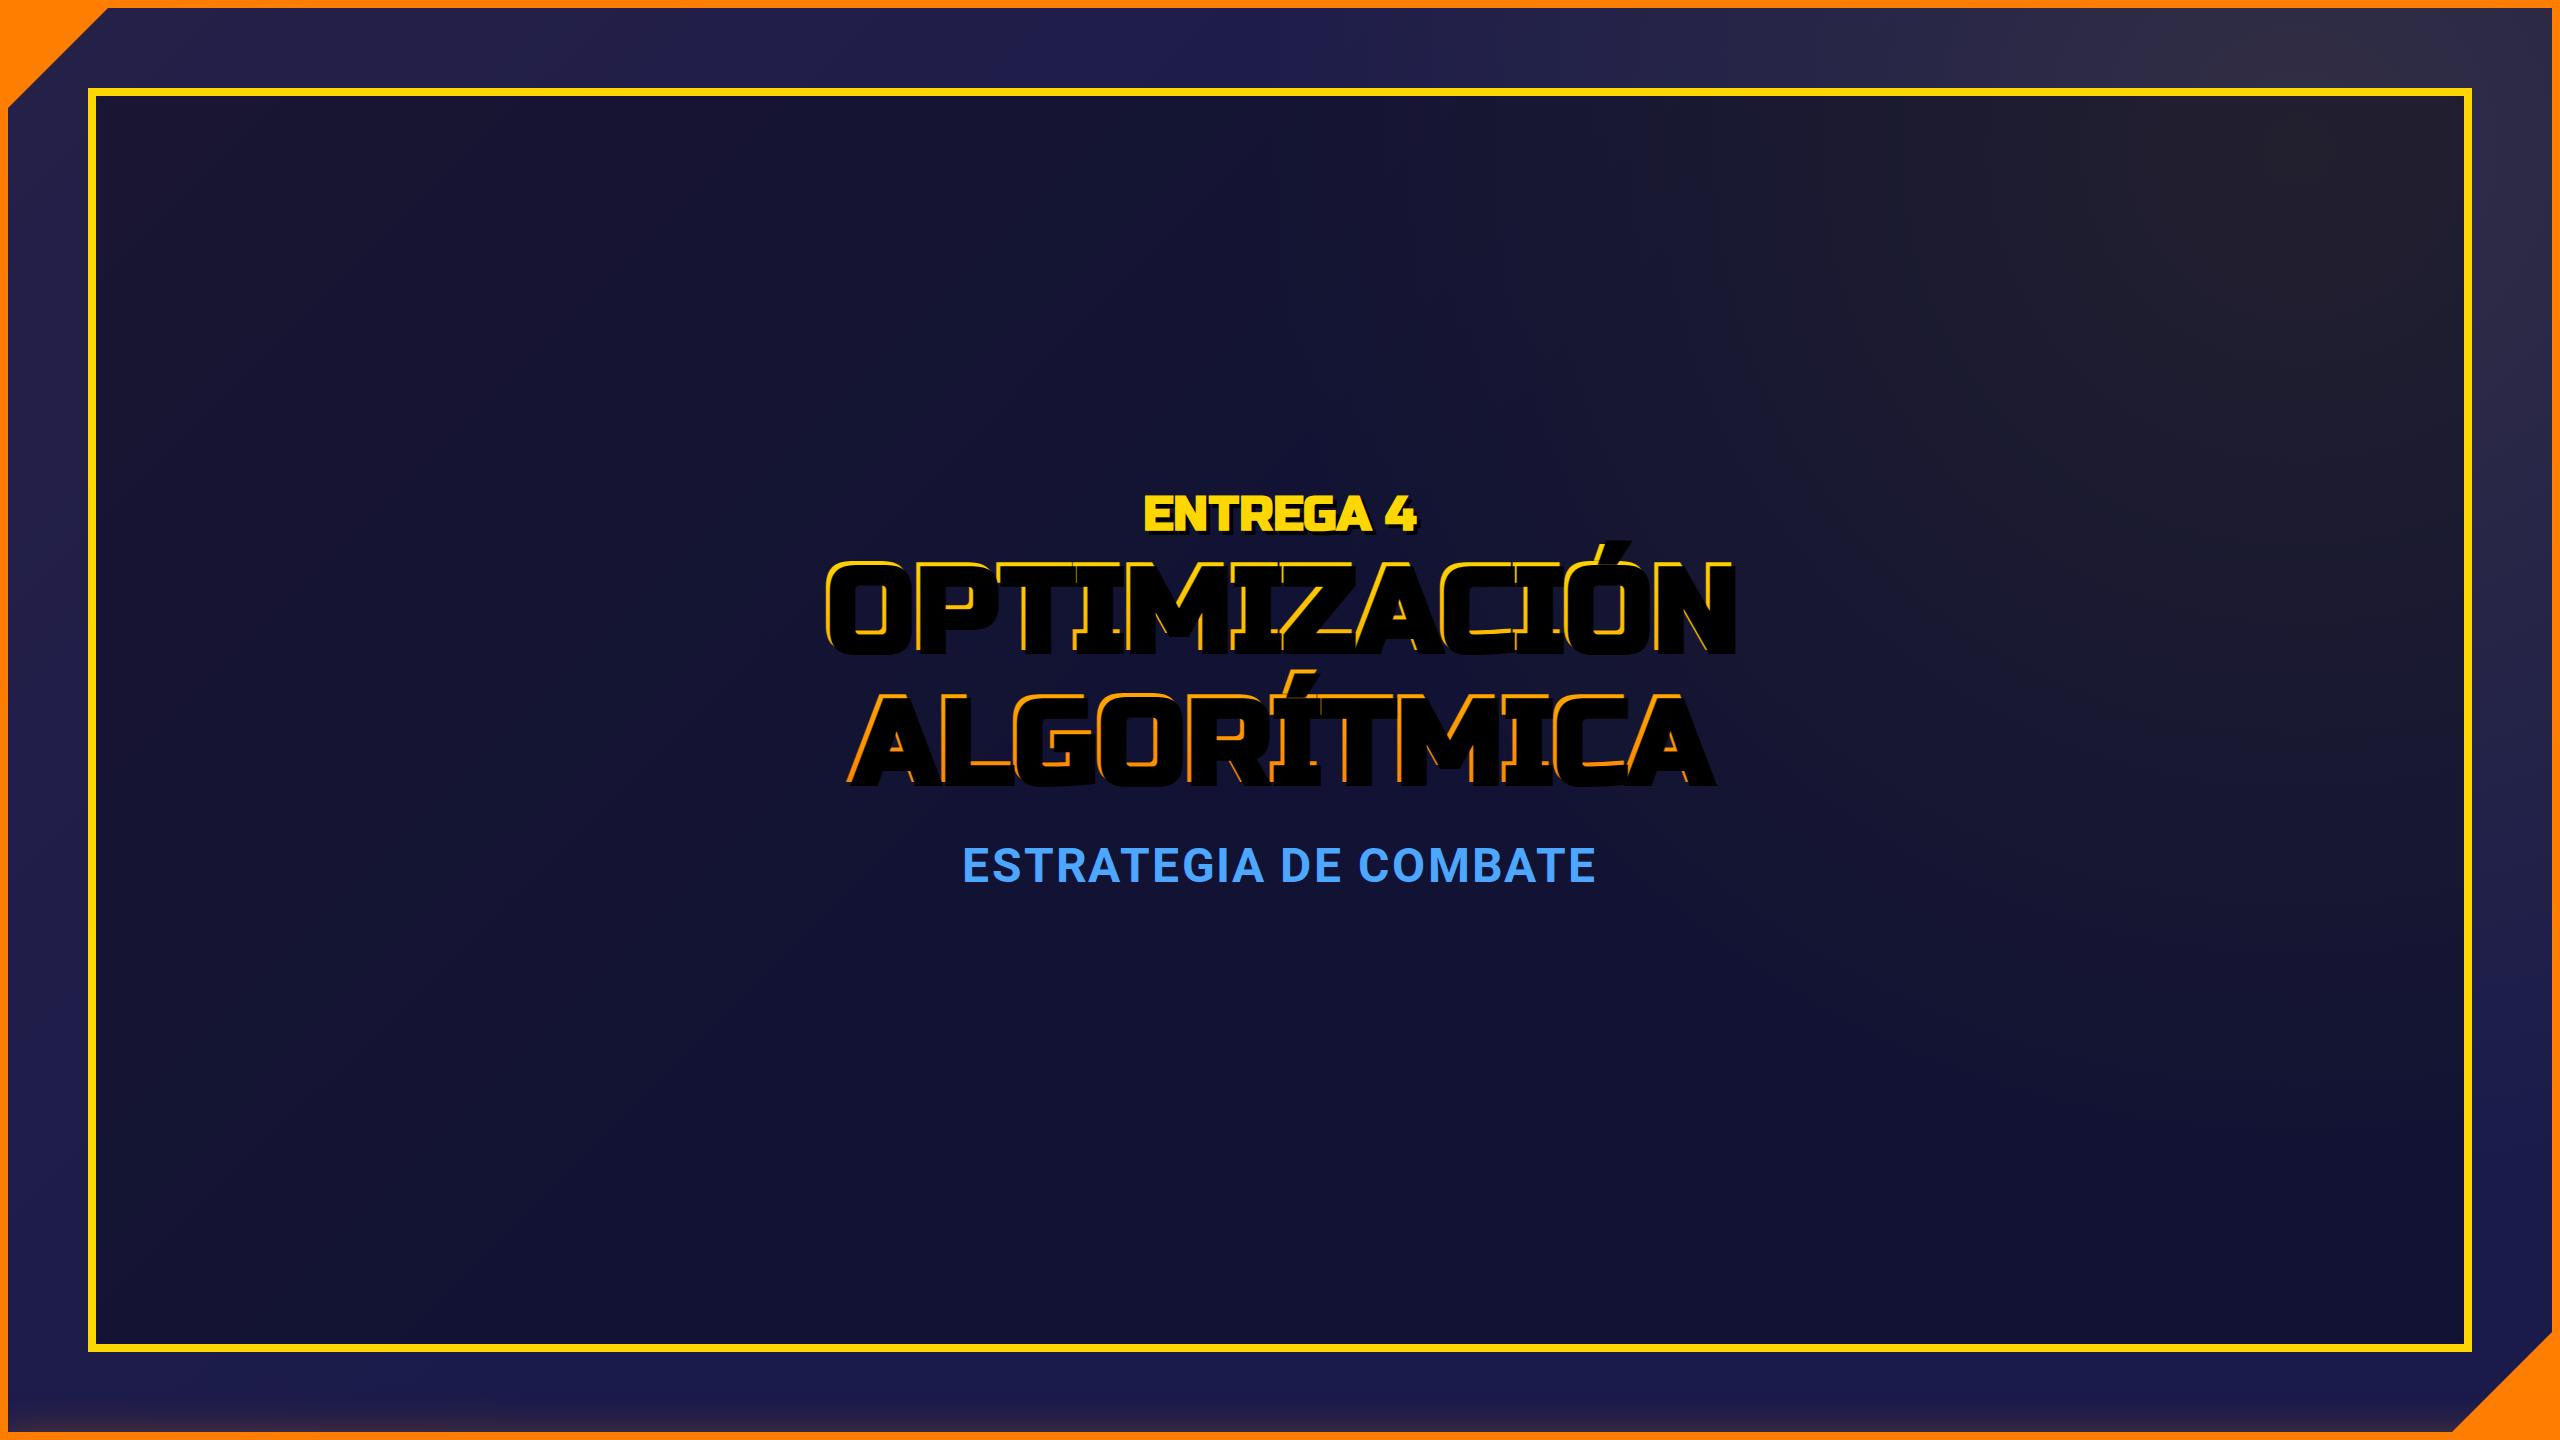 ENTREGA 4
OPTIMIZACIÓN
ALGORÍTMICA
ESTRATEGIA DE COMBATE